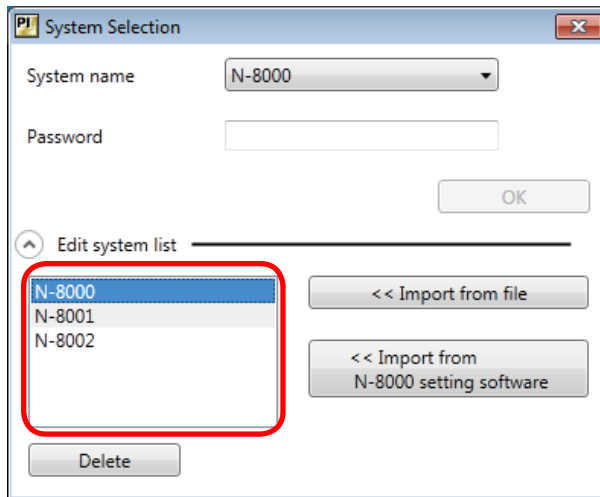 PI System Selection
System name N-8000
Password
OK
Edit system list
N-8000
N-8001
N-8002
<< Import from file
<< Import from
N-8000 setting software
Delete